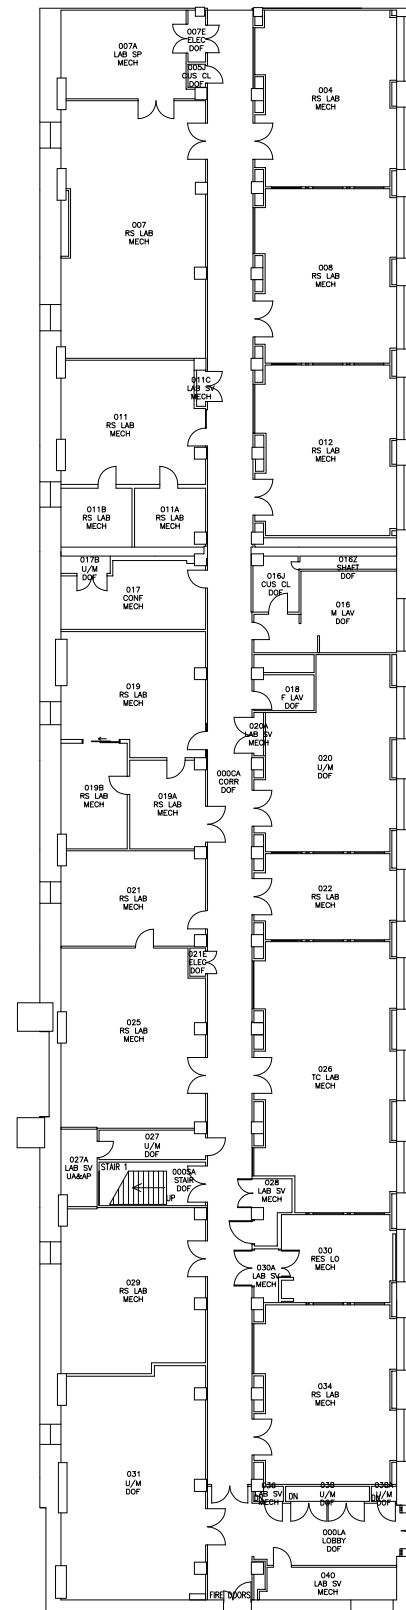 007A
LAB SP
MECH
007E
ELEC
DOF
005J
CUS CL
DOF
004
RS LAB
MECH
007
RS LAB
MECH
008
RS LAB
MECH
011C
LAB SV
MECH
011
RS LAB
MECH
012
RS LAB
MECH
011B
RS LAB
MECH
011A
RS LAB
MECH
017B
U/M
DOF
017
CONF
MECH
016J
CUS CL
DOF
016Z
SHAFT
DOF
016
M LAV
DOF
019
RS LAB
MECH
018
F LAV
DOF
020A
LAB SV
MECH
020
U/M
DOF
000CA
CORR
DOF
019B
RS LAB
MECH
019A
RS LAB
MECH
021
RS LAB
MECH
022
RS LAB
MECH
021E
ELEC
DOF
025
RS LAB
MECH
026
TC LAB
MECH
027
U/M
DOF
027A
LAB SV
UA&AP
STAIR 1
000SA
STAIR
DOF
UP
028
LAB SV
MECH
029
RS LAB
MECH
030A
LAB SV
MECH
030
RES LO
MECH
034
RS LAB
MECH
031
U/M
DOF
036
LAB SV
MECH
DN
DN
038
U/M
DOF
038A
U/M
DOF
DN
000LA
LOBBY
DOF
040
LAB SV
MECH
FIRE DOORS